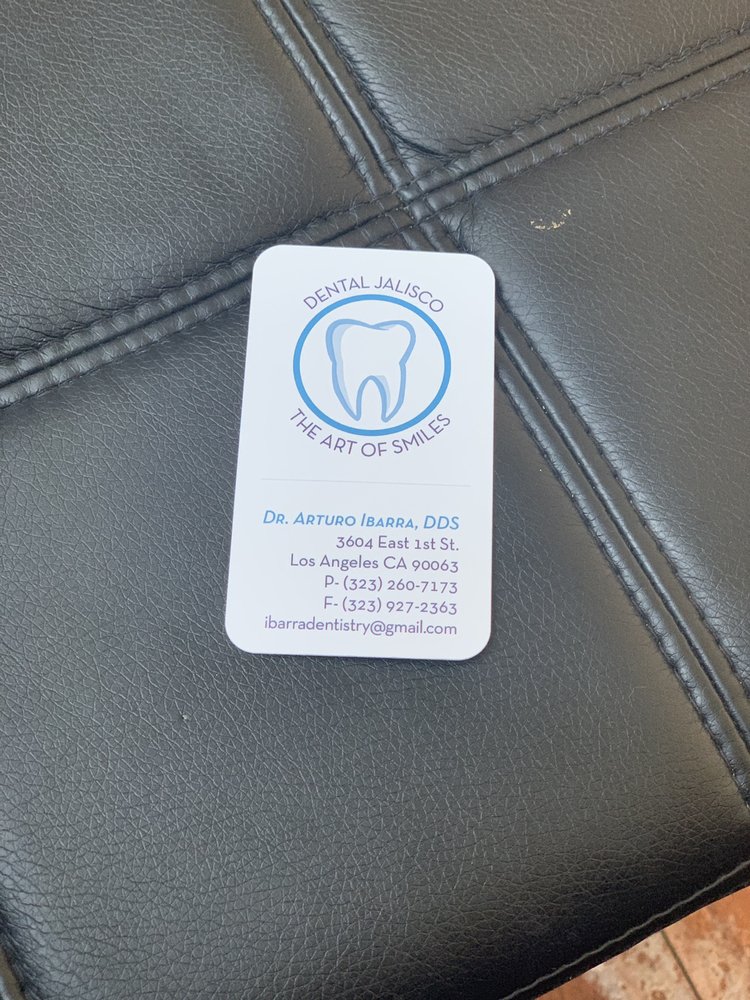 DENTAL JALISCO
THE ART OF SMILES
Dr. Arturo Ibarra, DDS
3604 East 1st St.
Los Angeles CA 90063
P- (323) 260-7173
F- (323) 927-2363
ibarradentistry@gmail.com